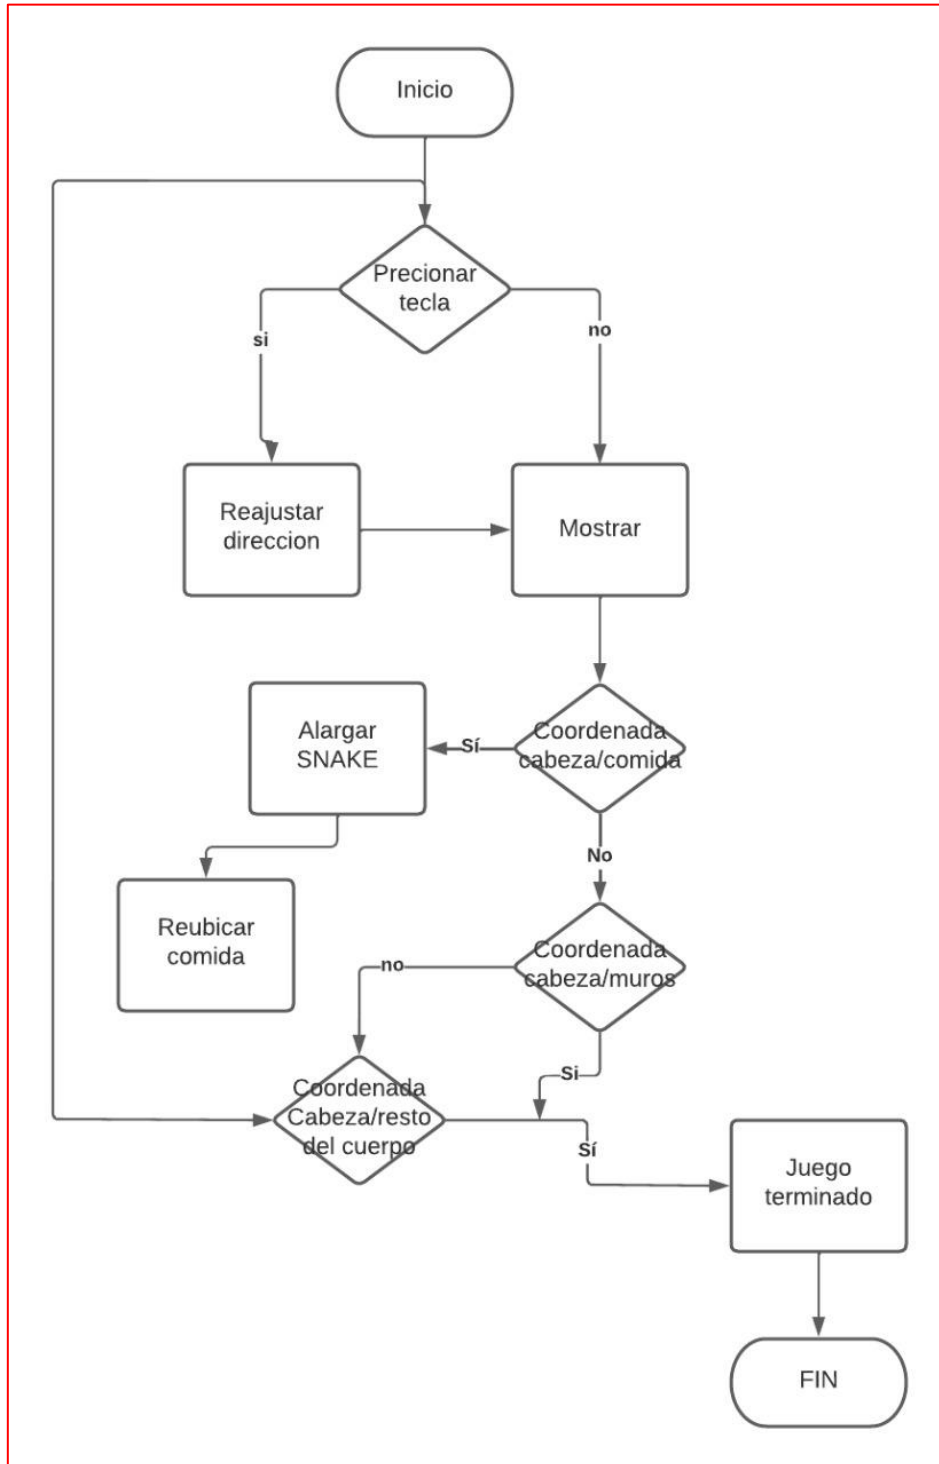 Inicio
Precionar
tecla
si
no
Reajustar
direccion
Mostrar
Alargar
SNAKE
Sí
Coordenada
cabeza/comida
No
Reubicar
comida
no
Coordenada
cabeza/muros
Si
Coordenada
Cabeza/resto
del cuerpo
Sí
Juego
terminado
FIN